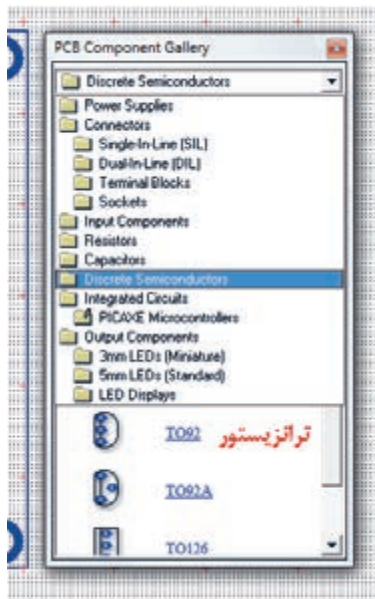 PCB Component Gallery
Discrete Semiconductors
Power Supplies
Connectors
Single-In-Line (SIL)
Dual-In-Line (DIL)
Terminal Blocks
Sockets
Input Components
Resistors
Capacitors
Discrete Semiconductors
Integrated Circuits
PICAXE Microcontrollers
Output Components
3mm LEDs (Miniature)
5mm LEDs (Standard)
LED Displays
TO92 ترانزیستور
TO92A
TO126